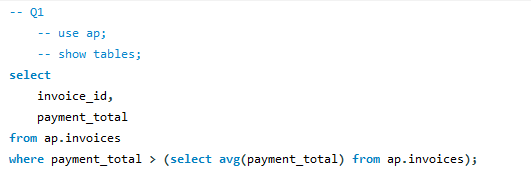 -- Q1
-- use ap;
-- show tables;
select
invoice_id,
payment_total
from ap.invoices
where payment_total > (select avg(payment_total) from ap.invoices);